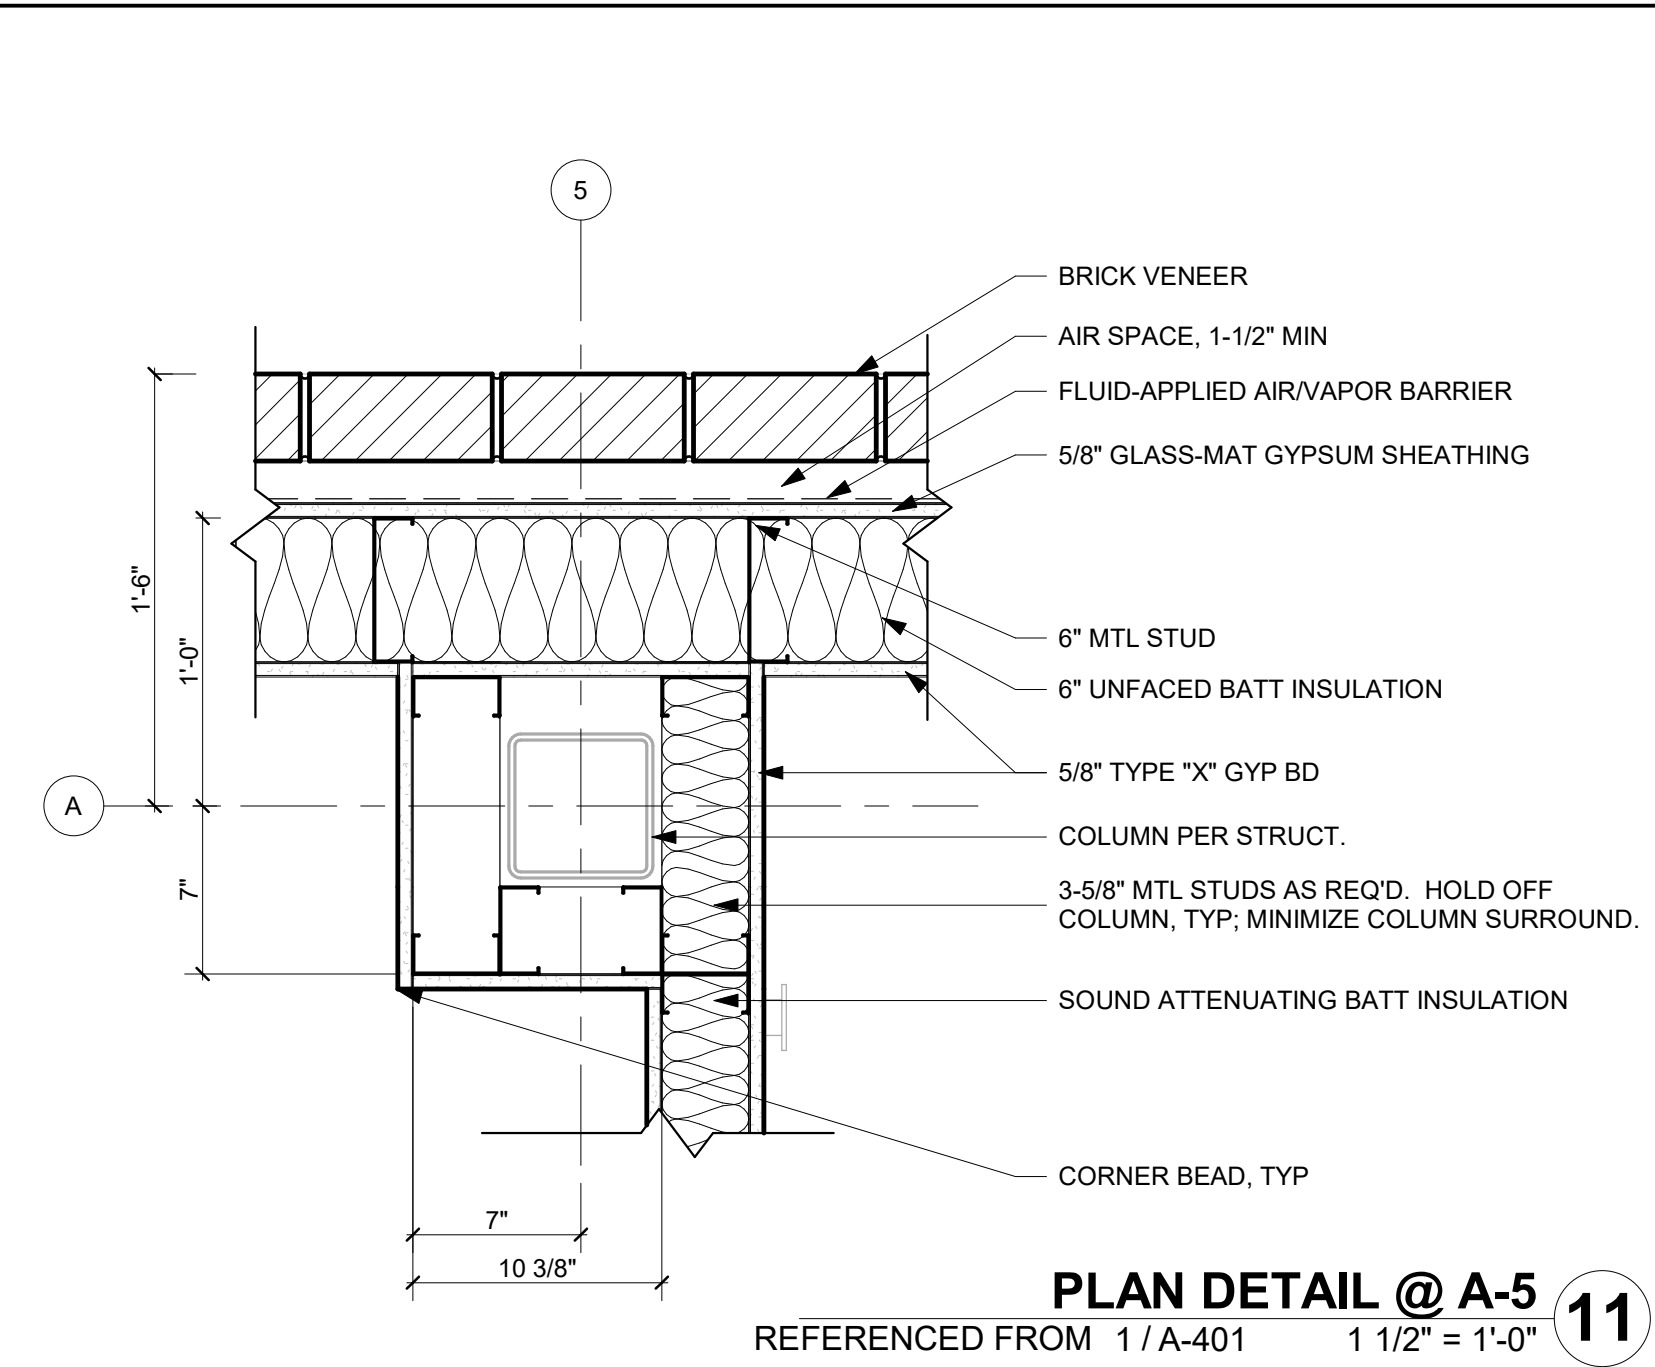 5
BRICK VENEER
AIR SPACE, 1-1/2" MIN
FLUID-APPLIED AIR/VAPOR BARRIER
5/8" GLASS-MAT GYPSUM SHEATHING
1'-6"
1'-0"
6" MTL STUD
6" UNFACED BATT INSULATION
5/8" TYPE "X" GYP BD
A
COLUMN PER STRUCT.
7"
3-5/8" MTL STUDS AS REQ'D.  HOLD OFF
COLUMN, TYP; MINIMIZE COLUMN SURROUND.
SOUND ATTENUATING BATT INSULATION
CORNER BEAD, TYP
7"
10 3/8"
PLAN DETAIL @ A-5
11
REFERENCED FROM 1 / A-401 1 1/2" = 1'-0"